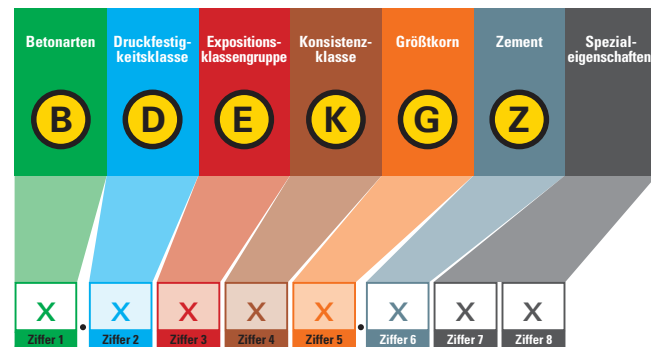 Betonarten
Druckfestig-
keitsklasse
Expositions-
klassengruppe
Konsistenz-
klasse
Größtkorn
Zement
Spezial-
eigenschaften
B
D
E
K
G
Z
X . X X X X . X X X
Ziffer 1
Ziffer 2
Ziffer 3
Ziffer 4
Ziffer 5
Ziffer 6
Ziffer 7
Ziffer 8